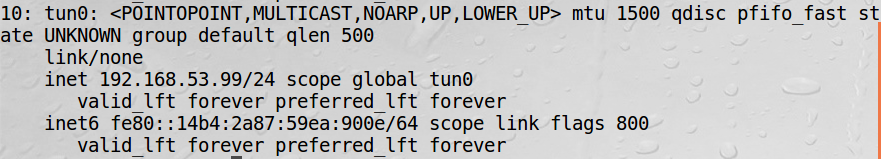 10: tun0: <POINTOPOINT,MULTICAST,NOARP,UP,LOWER_UP> mtu 1500 qdisc pfifo_fast st
ate UNKNOWN group default qlen 500
    link/none
    inet 192.168.53.99/24 scope global tun0
       valid_lft forever preferred_lft forever
    inet6 fe80::14b4:2a87:59ea:900e/64 scope link flags 800
       valid_lft forever preferred_lft forever